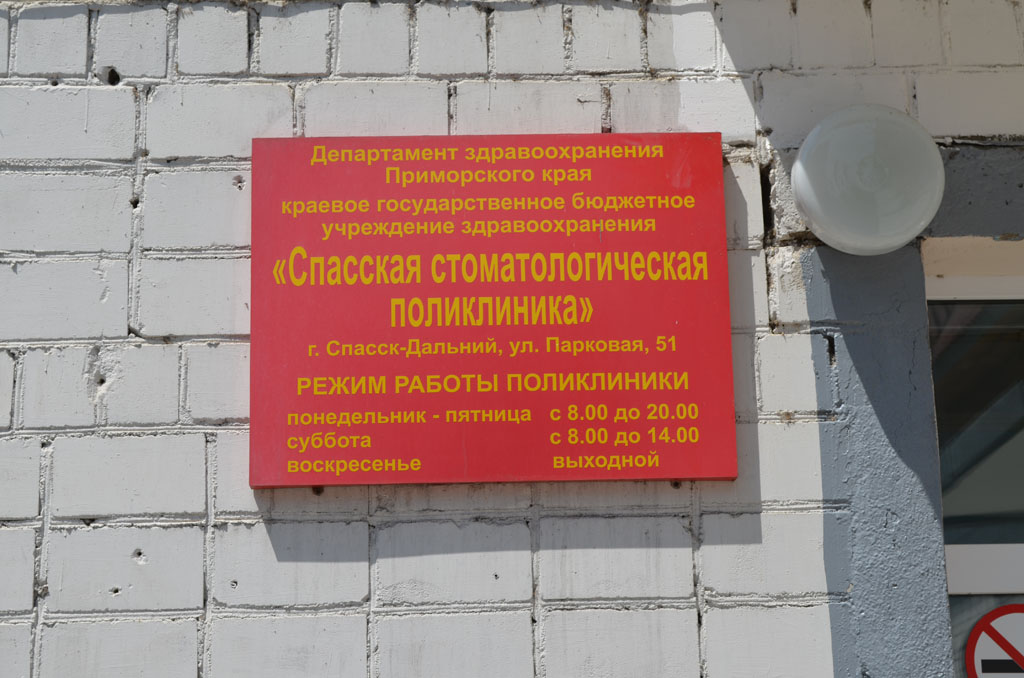 Департамент здравоохранения
Приморского края
краевое государственное бюджетное
учреждение здравоохранения
«Спасская стоматологическая
поликлиника»
г. Спасск-Дальний, ул. Парковая, 51
РЕЖИМ РАБОТЫ ПОЛИКЛИНИКИ
понедельник - пятница с 8.00 до 20.00
суббота с 8.00 до 14.00
воскресенье выходной